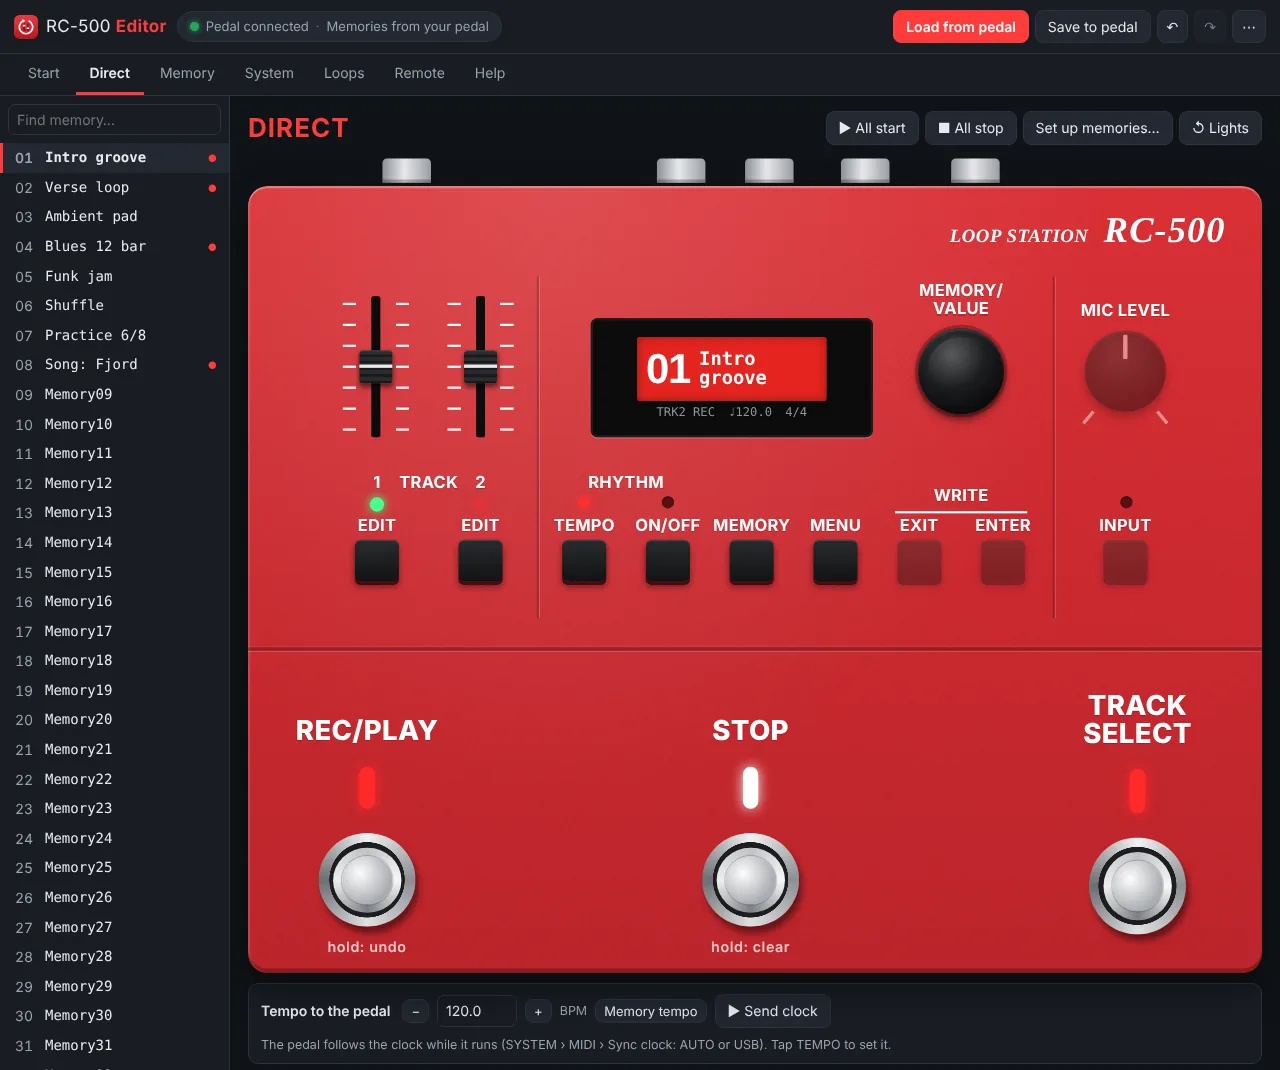 RC-500 Editor
Pedal connected · Memories from your pedal
Load from pedal
Save to pedal
Start
Direct
Memory
System
Loops
Remote
Help
Find memory...
01 Intro groove
02 Verse loop
03 Ambient pad
04 Blues 12 bar
05 Funk jam
06 Shuffle
07 Practice 6/8
08 Song: Fjord
09 Memory09
10 Memory10
11 Memory11
12 Memory12
13 Memory13
14 Memory14
15 Memory15
16 Memory16
17 Memory17
18 Memory18
19 Memory19
20 Memory20
21 Memory21
22 Memory22
23 Memory23
24 Memory24
25 Memory25
26 Memory26
27 Memory27
28 Memory28
29 Memory29
30 Memory30
31 Memory31
DIRECT
▶ All start
■ All stop
Set up memories...
↺ Lights
LOOP STATION RC-500
MEMORY/
VALUE
MIC LEVEL
01 Intro
groove
TRK2 REC ♩120.0 4/4
1 TRACK 2
RHYTHM
WRITE
EDIT
EDIT
TEMPO
ON/OFF
MEMORY
MENU
EXIT
ENTER
INPUT
REC/PLAY
STOP
TRACK
SELECT
hold: undo
hold: clear
Tempo to the pedal
−
120.0
+
BPM
Memory tempo
▶ Send clock
The pedal follows the clock while it runs (SYSTEM › MIDI › Sync clock: AUTO or USB). Tap TEMPO to set it.